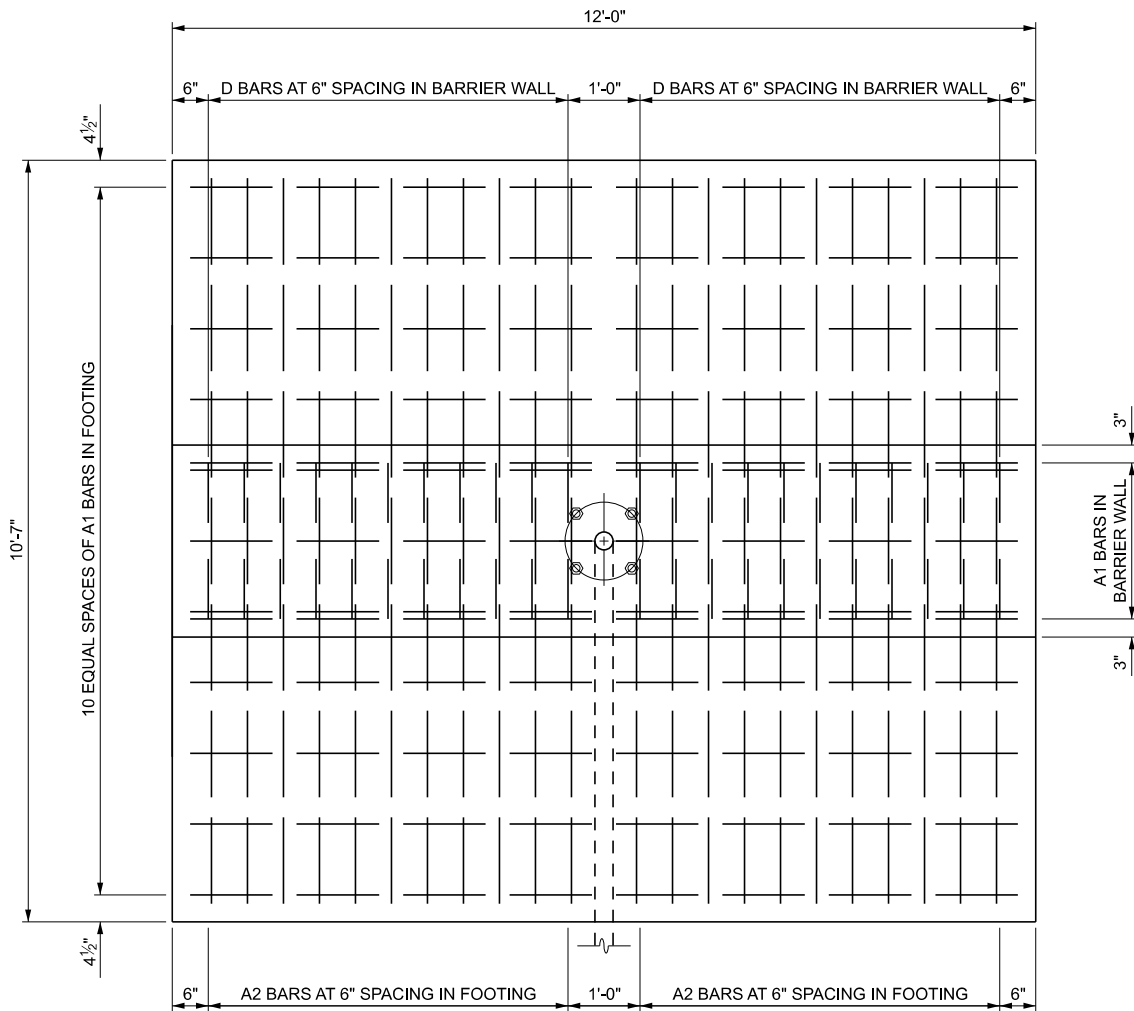 12'-0"
6" D BARS AT 6" SPACING IN BARRIER WALL 1'-0" D BARS AT 6" SPACING IN BARRIER WALL 6"
4½"
10'-7"
10 EQUAL SPACES OF A1 BARS IN FOOTING
3"
A1 BARS IN
BARRIER WALL
3"
4½"
6" A2 BARS AT 6" SPACING IN FOOTING 1'-0" A2 BARS AT 6" SPACING IN FOOTING 6"